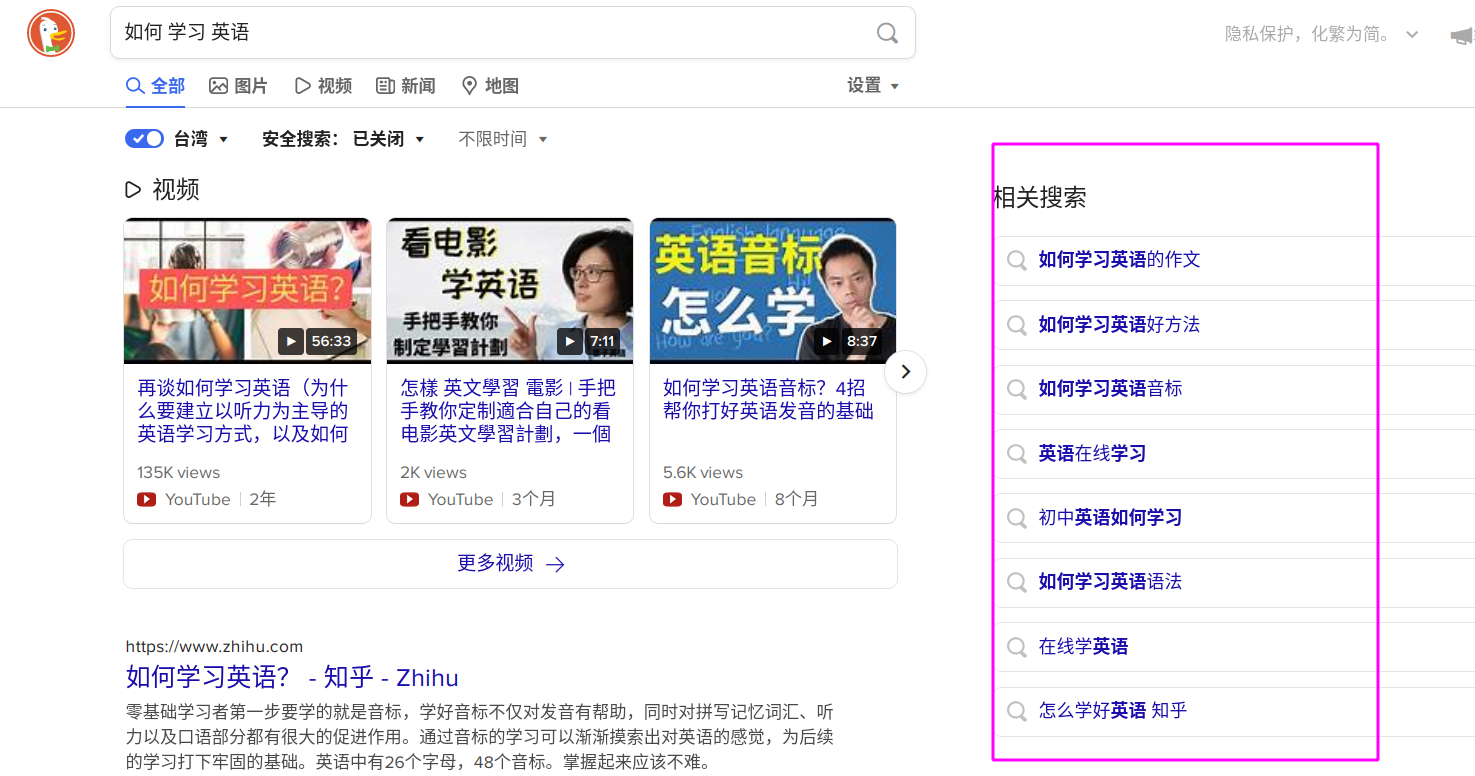 如何 学习 英语
隐私保护，化繁为简。
全部
图片
视频
新闻
地图
设置
台湾
安全搜索： 已关闭
不限时间
视频
如何学习英语?
56:33
再谈如何学习英语（为什
么要建立以听力为主导的
英语学习方式，以及如何
135K views
YouTube 2年
看电影
学英语
手把手教你
制定學習計劃
7:11
怎樣 英文學習 電影 | 手把
手教你定制適合自己的看
电影英文學習計劃，一個
2K views
YouTube 3个月
English language
英语音标
Hi!
怎么学
How are you?
8:37
如何学习英语音标？4招
帮你打好英语发音的基础
5.6K views
YouTube 8个月
更多视频
https://www.zhihu.com
如何学习英语？ - 知乎 - Zhihu
零基础学习者第一步要学的就是音标，学好音标不仅对发音有帮助，同时对拼写记忆词汇、听
力以及口语部分都有很大的促进作用。通过音标的学习可以渐渐摸索出对英语的感觉，为后续
的学习打下牢固的基础。英语中有26个字母，48个音标。掌握起来应该不难。
相关搜索
如何学习英语的作文
如何学习英语好方法
如何学习英语音标
英语在线学习
初中英语如何学习
如何学习英语语法
在线学英语
怎么学好英语 知乎